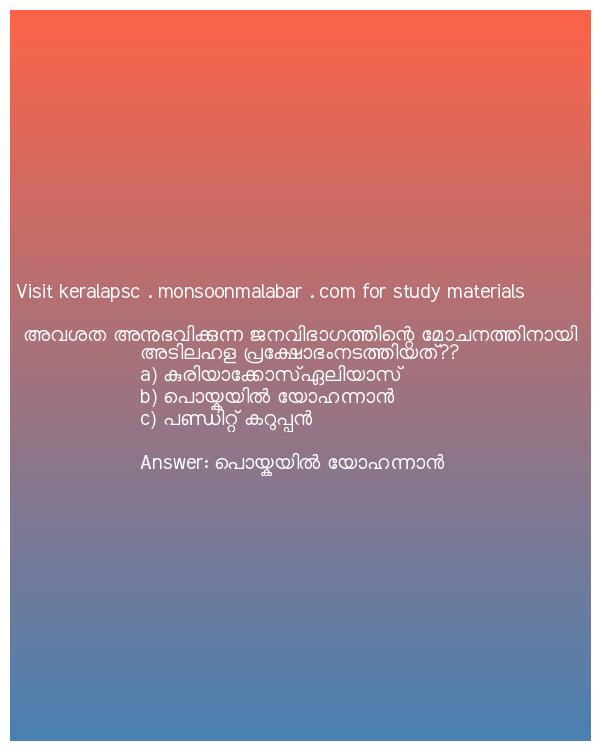 Visit keralapsc . monsoonmalabar . com for study materials
അവശത അനുഭവിക്കുന്ന ജനവിഭാഗത്തിന്റെ മോചനത്തിനായി
അടിലഹള പ്രക്ഷോഭംനടത്തിയത്??
a) കുരിയാക്കോസ്ഏലിയാസ്
b) പൊയ്കയിൽ യോഹന്നാൻ
c) പണ്ഡിറ്റ് കറുപ്പൻ
Answer: പൊയ്കയിൽ യോഹന്നാൻ